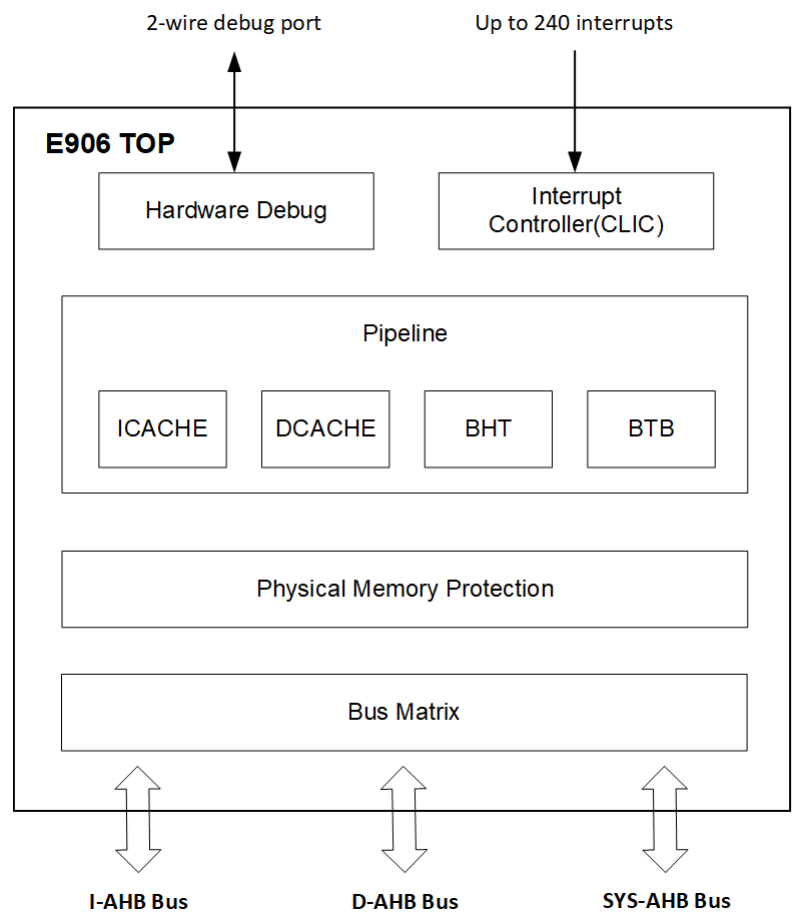 2-wire debug port
Up to 240 interrupts
E906 TOP
Hardware Debug
Interrupt
Controller(CLIC)
Pipeline
ICACHE
DCACHE
BHT
BTB
Physical Memory Protection
Bus Matrix
I-AHB Bus
D-AHB Bus
SYS-AHB Bus